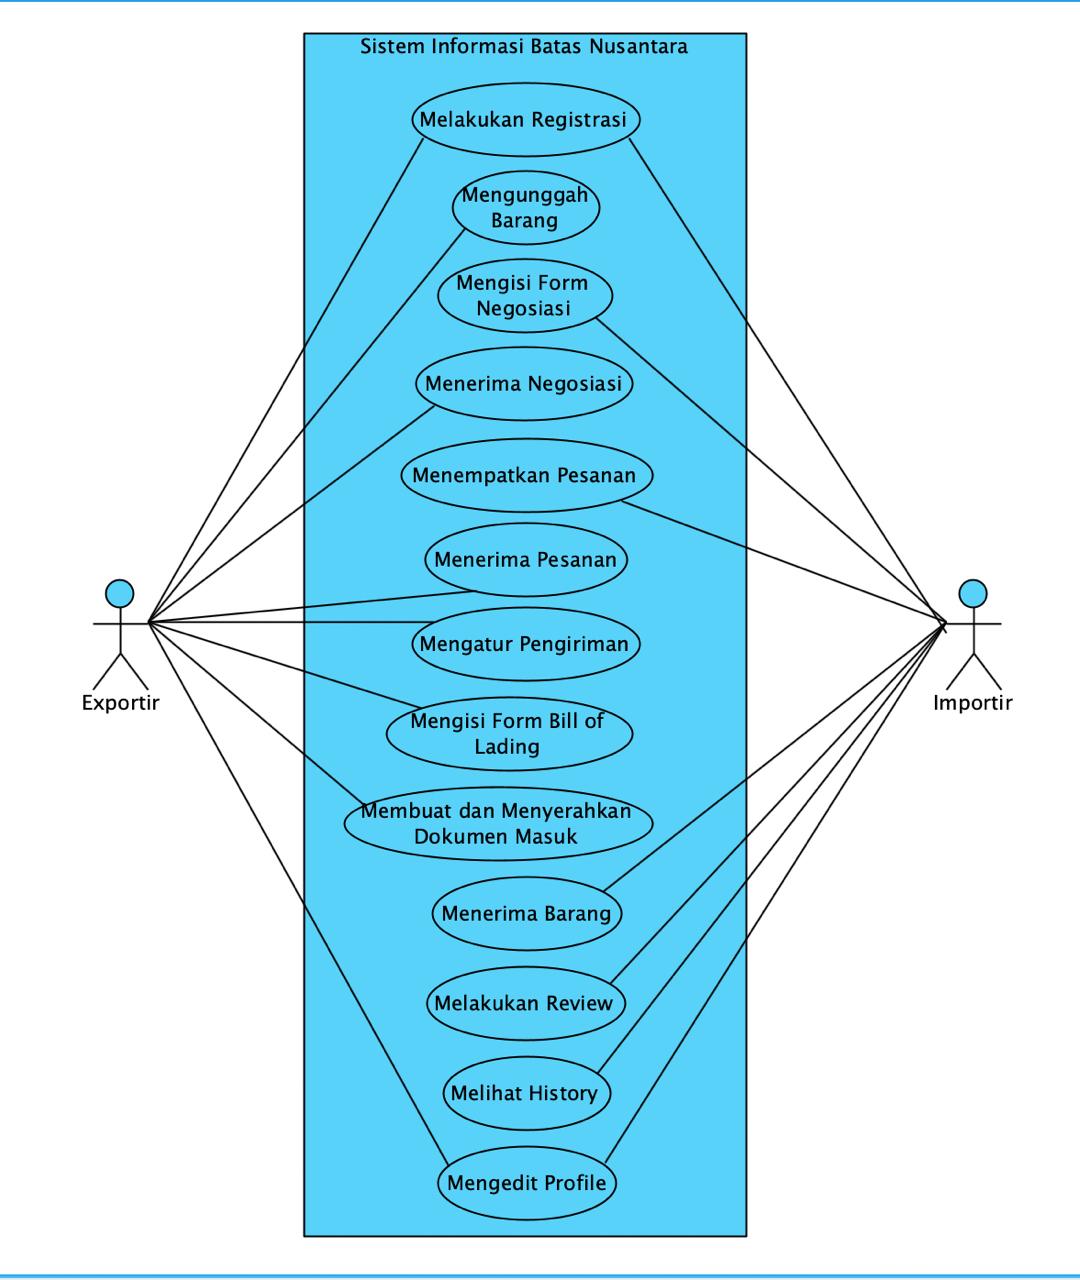 Sistem Informasi Batas Nusantara
Melakukan Registrasi
Mengunggah
Barang
Mengisi Form
Negosiasi
Menerima Negosiasi
Menempatkan Pesanan
Menerima Pesanan
Mengatur Pengiriman
Exportir
Importir
Mengisi Form Bill of
Lading
Membuat dan Menyerahkan
Dokumen Masuk
Menerima Barang
Melakukan Review
Melihat History
Mengedit Profile